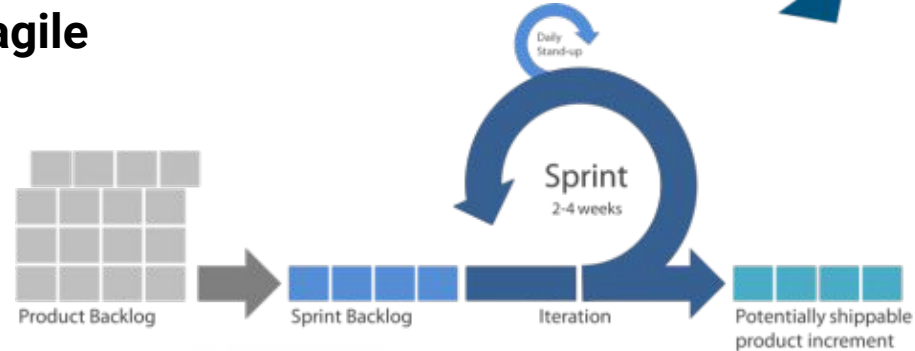 agile
Daily
Stand-up
Sprint
2-4 weeks
Product Backlog
Sprint Backlog
Iteration
Potentially shippable
product increment